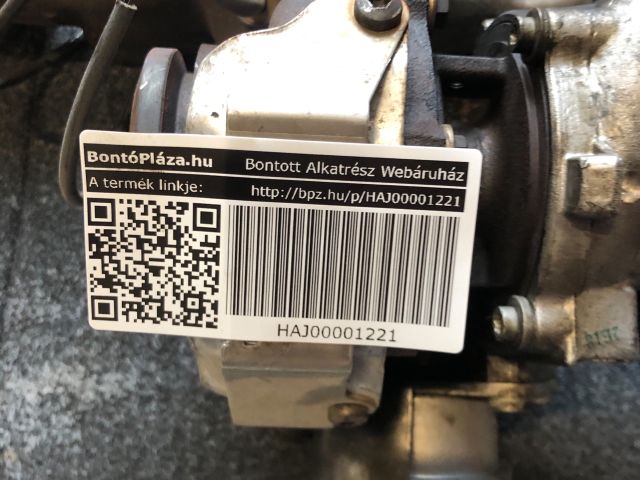 BontóPláza.hu Bontott Alkatrész Webáruház
A termék linkje: http://bpz.hu/p/HAJ00001221
HAJ00001221